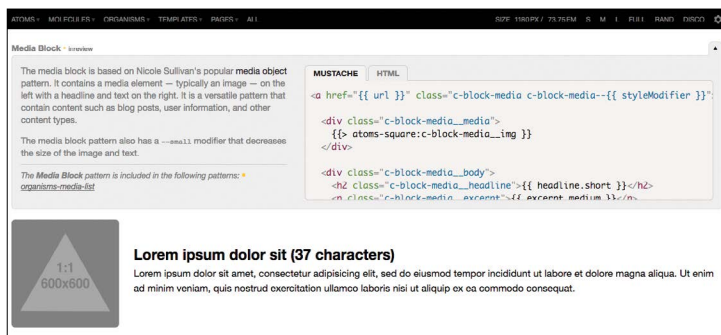 ATOMS▾ MOLECULES▾ ORGANISMS▾ TEMPLATES▾ PAGES▾ ALL SIZE 1180PX / 73.75EM S M L FULL RAND DISCO
Media Block • inreview
The media block is based on Nicole Sullivan's popular media object
pattern. It contains a media element — typically an image — on the
left with a headline and text on the right. It is a versatile pattern that
contain content such as blog posts, user information, and other
content types.
The media block pattern also has a --small modifier that decreases
the size of the image and text.
The Media Block pattern is included in the following patterns: •
organisms-media-list
MUSTACHE HTML
<a href="{{ url }}" class="c-block-media c-block-media--{{ styleModifier }}"
<div class="c-block-media__media">
{{> atoms-square:c-block-media__img }}
</div>
<div class="c-block-media__body">
<h2 class="c-block-media__headline">{{ headline.short }}</h2>
<p class="c-block-media__excerpt">{{ excerpt.medium }}</p>
1:1
600x600
Lorem ipsum dolor sit (37 characters)
Lorem ipsum dolor sit amet, consectetur adipisicing elit, sed do eiusmod tempor incididunt ut labore et dolore magna aliqua. Ut enim
ad minim veniam, quis nostrud exercitation ullamco laboris nisi ut aliquip ex ea commodo consequat.